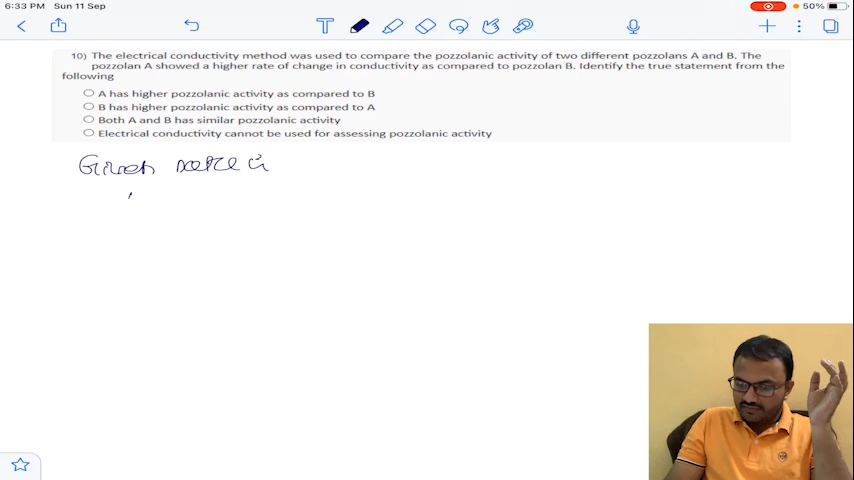 6:33 PM Sun 11 Sep
50%
10) The electrical conductivity method was used to compare the pozzolanic activity of two different pozzolans A and B. The
pozzolan A showed a higher rate of change in conductivity as compared to pozzolan B. Identify the true statement from the
following
A has higher pozzolanic activity as compared to B
B has higher pozzolanic activity as compared to A
Both A and B has similar pozzolanic activity
Electrical conductivity cannot be used for assessing pozzolanic activity
Given